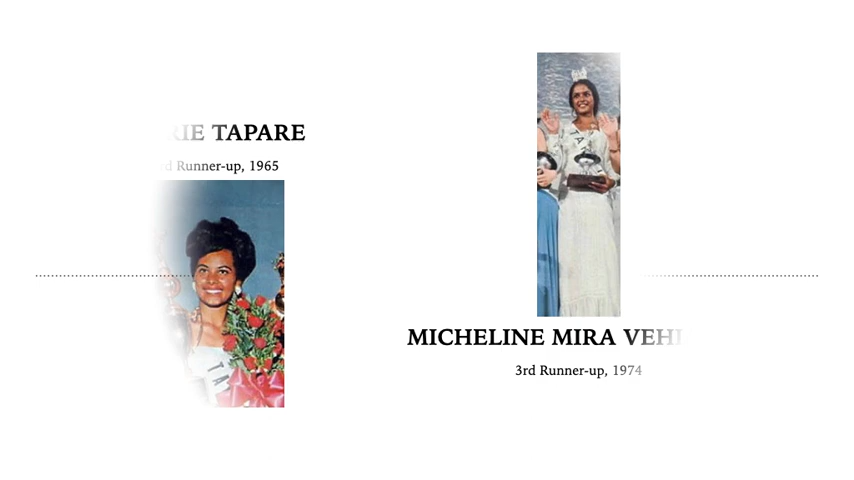 TAPARE
Runner-up, 1965
MICHELINE MIRA
3rd Runner-up, 1974